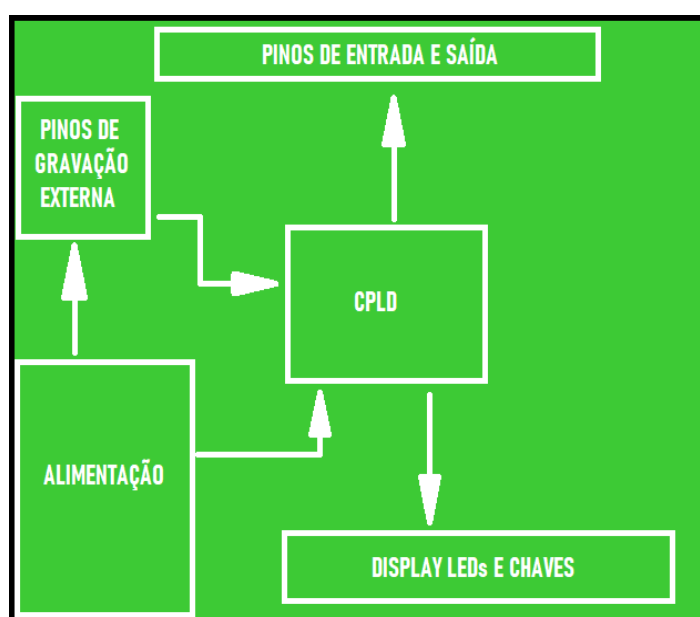 PINOS DE ENTRADA E SAÍDA
PINOS DE
GRAVAÇÃO
EXTERNA
CPLD
ALIMENTAÇÃO
DISPLAY LEDs E CHAVES